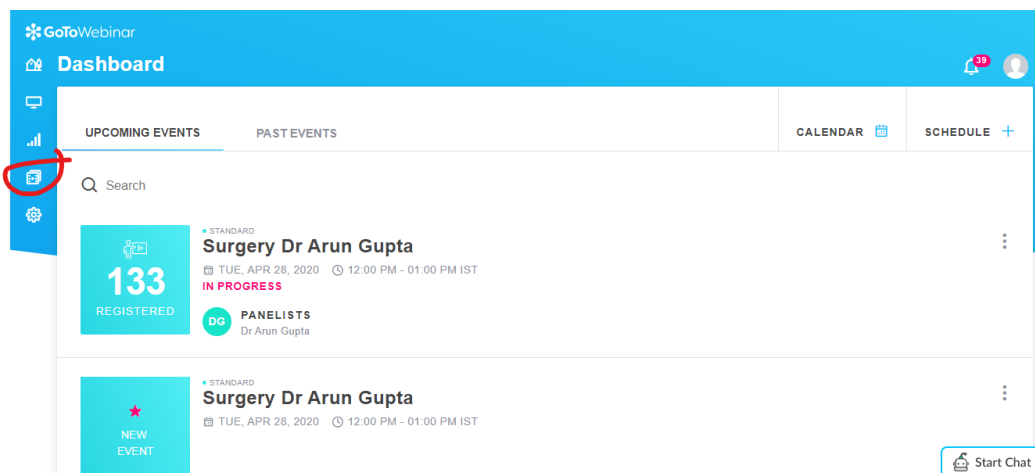 GoToWebinar
Dashboard
39
UPCOMING EVENTS
PAST EVENTS
CALENDAR
SCHEDULE +
Search
STANDARD
Surgery Dr Arun Gupta
TUE, APR 28, 2020 12:00 PM - 01:00 PM IST
IN PROGRESS
133
REGISTERED
DG
PANELISTS
Dr Arun Gupta
STANDARD
Surgery Dr Arun Gupta
TUE, APR 28, 2020 12:00 PM - 01:00 PM IST
NEW
EVENT
Start Chat